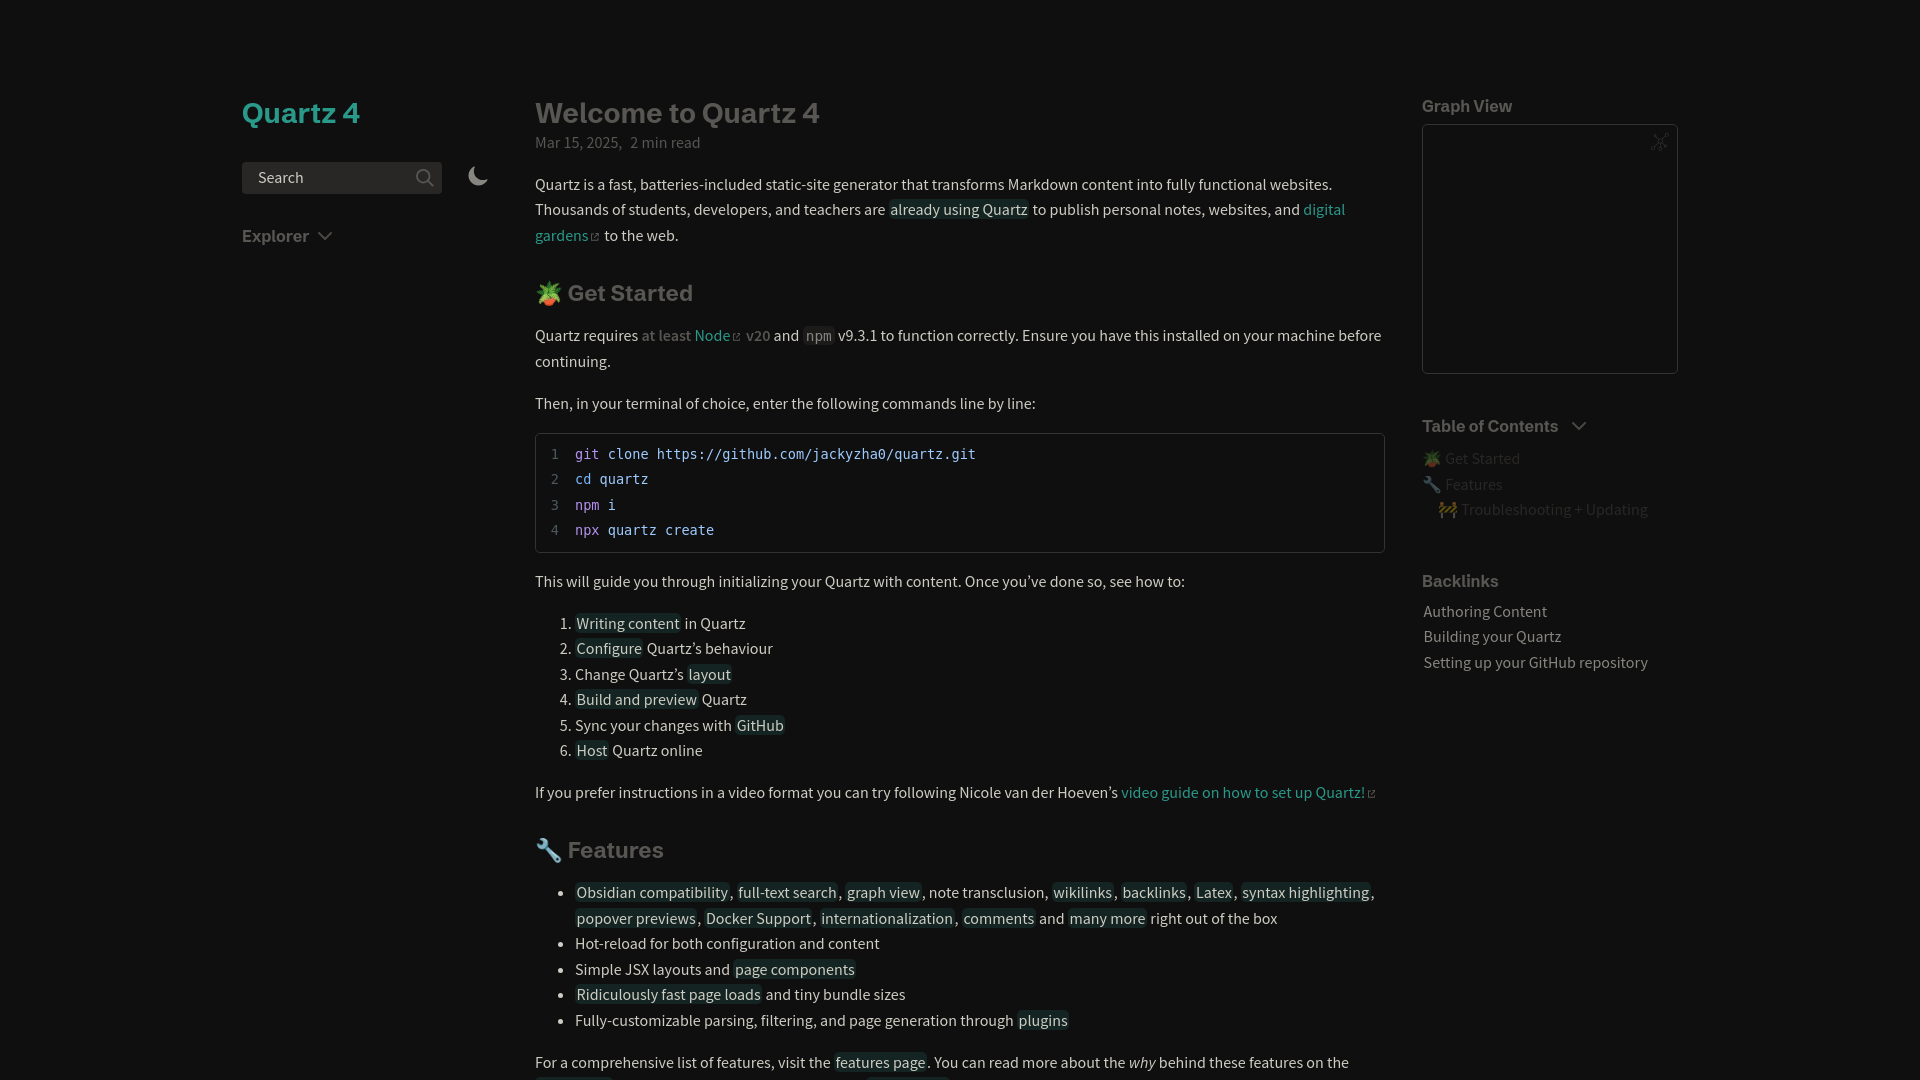 Quartz 4
Search
Explorer
Welcome to Quartz 4
Mar 15, 2025, 2 min read
Quartz is a fast, batteries-included static-site generator that transforms Markdown content into fully functional websites.
Thousands of students, developers, and teachers are already using Quartz to publish personal notes, websites, and digital
gardens to the web.
🪴 Get Started
Quartz requires at least Node v20 and npm v9.3.1 to function correctly. Ensure you have this installed on your machine before
continuing.
Then, in your terminal of choice, enter the following commands line by line:
1 git clone https://github.com/jackyzha0/quartz.git
2 cd quartz
3 npm i
4 npx quartz create
This will guide you through initializing your Quartz with content. Once you’ve done so, see how to:
1. Writing content in Quartz
2. Configure Quartz’s behaviour
3. Change Quartz’s layout
4. Build and preview Quartz
5. Sync your changes with GitHub
6. Host Quartz online
If you prefer instructions in a video format you can try following Nicole van der Hoeven’s video guide on how to set up Quartz!
🔧 Features
• Obsidian compatibility, full-text search, graph view, note transclusion, wikilinks, backlinks, Latex, syntax highlighting,
popover previews, Docker Support, internationalization, comments and many more right out of the box
• Hot-reload for both configuration and content
• Simple JSX layouts and page components
• Ridiculously fast page loads and tiny bundle sizes
• Fully-customizable parsing, filtering, and page generation through plugins
For a comprehensive list of features, visit the features page. You can read more about the why behind these features on the
Graph View
Table of Contents
🪴 Get Started
🔧 Features
🚧 Troubleshooting + Updating
Backlinks
Authoring Content
Building your Quartz
Setting up your GitHub repository